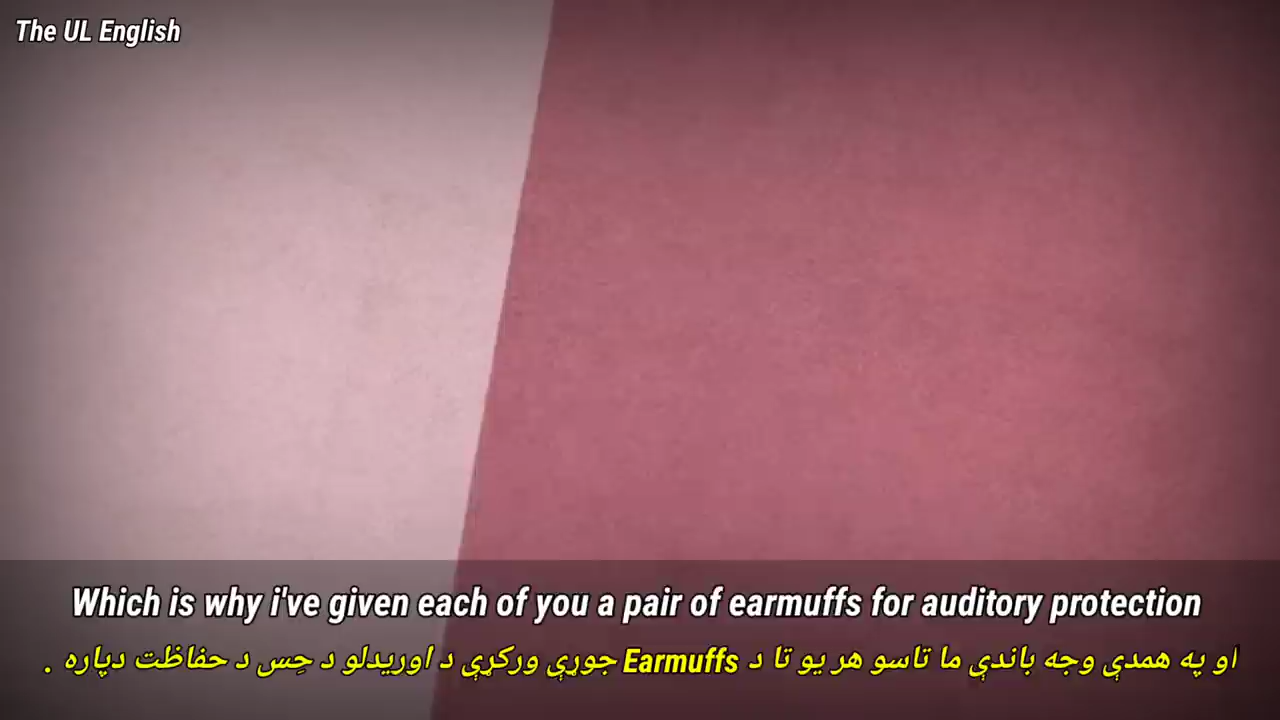 The UL English
Which is why i've given each of you a pair of earmuffs for auditory protection
او په همدې وجه باندې ما تاسو هر يو تا د Earmuffs جوړې ورکړې د اوريدلو د حِس د حفاظت دپاره .